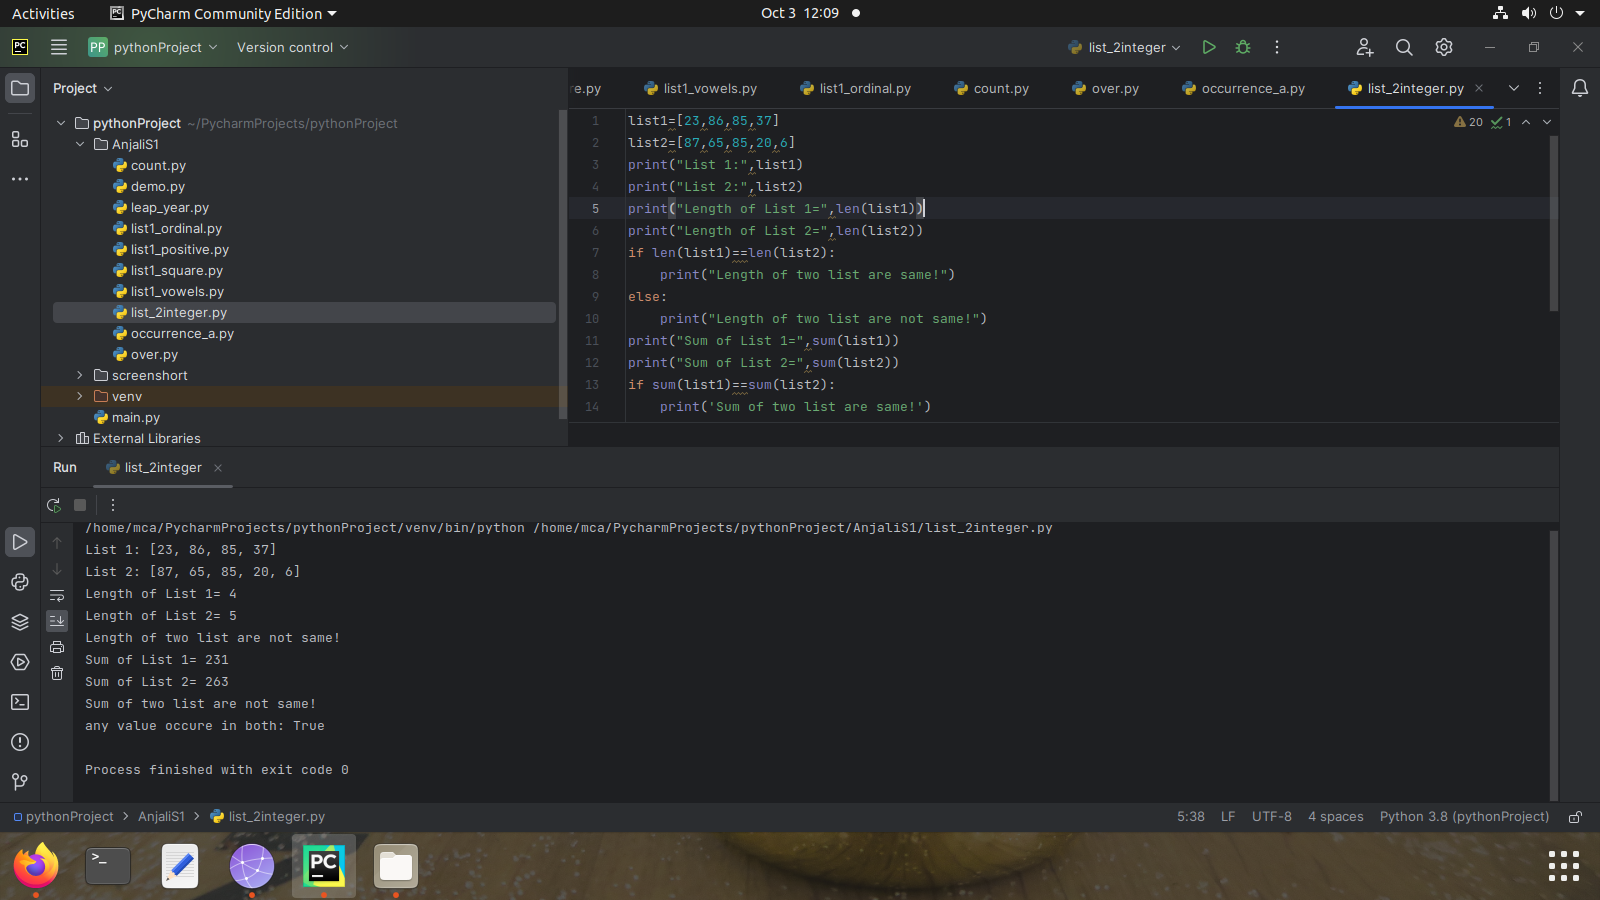 Activities PyCharm Community Edition Oct 3 12:09
PC PP pythonProject Version control list_2integer
Project re.py list1_vowels.py list1_ordinal.py count.py over.py occurrence_a.py list_2integer.py
pythonProject ~/PycharmProjects/pythonProject
AnjaliS1
count.py
demo.py
leap_year.py
list1_ordinal.py
list1_positive.py
list1_square.py
list1_vowels.py
list_2integer.py
occurrence_a.py
over.py
screenshort
venv
main.py
External Libraries
20 1
1 list1=[23,86,85,37]
2 list2=[87,65,85,20,6]
3 print("List 1:",list1)
4 print("List 2:",list2)
5 print("Length of List 1=",len(list1))
6 print("Length of List 2=",len(list2))
7 if len(list1)==len(list2):
8 print("Length of two list are same!")
9 else:
10 print("Length of two list are not same!")
11 print("Sum of List 1=",sum(list1))
12 print("Sum of List 2=",sum(list2))
13 if sum(list1)==sum(list2):
14 print('Sum of two list are same!')
Run list_2integer
/home/mca/PycharmProjects/pythonProject/venv/bin/python /home/mca/PycharmProjects/pythonProject/AnjaliS1/list_2integer.py
List 1: [23, 86, 85, 37]
List 2: [87, 65, 85, 20, 6]
Length of List 1= 4
Length of List 2= 5
Length of two list are not same!
Sum of List 1= 231
Sum of List 2= 263
Sum of two list are not same!
any value occure in both: True
Process finished with exit code 0
pythonProject > AnjaliS1 > list_2integer.py 5:38 LF UTF-8 4 spaces Python 3.8 (pythonProject)
>_ PC